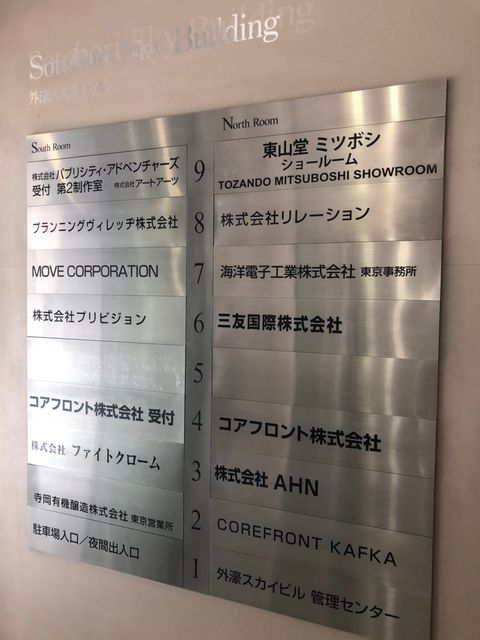 Sotobori Sky Building
外濠スカイビル
South Room
North Room
株式会社 パブリシティ・アドベンチャーズ
受付 第2制作室 株式会社アートアーツ
9
東山堂 ミツボシ
ショールーム
TOZANDO MITSUBOSHI SHOWROOM
プランニングヴィレッヂ株式会社
8
株式会社リレーション
MOVE CORPORATION
7
海洋電子工業株式会社 東京事務所
株式会社プリビジョン
6
三友国際株式会社
5
コアフロント株式会社 受付
4
コアフロント株式会社
株式会社 ファイトクローム
3
株式会社 AHN
寺岡有機醸造株式会社 東京営業所
2
COREFRONT KAFKA
駐車場入口/夜間出入口
1
外濠スカイビル 管理センター